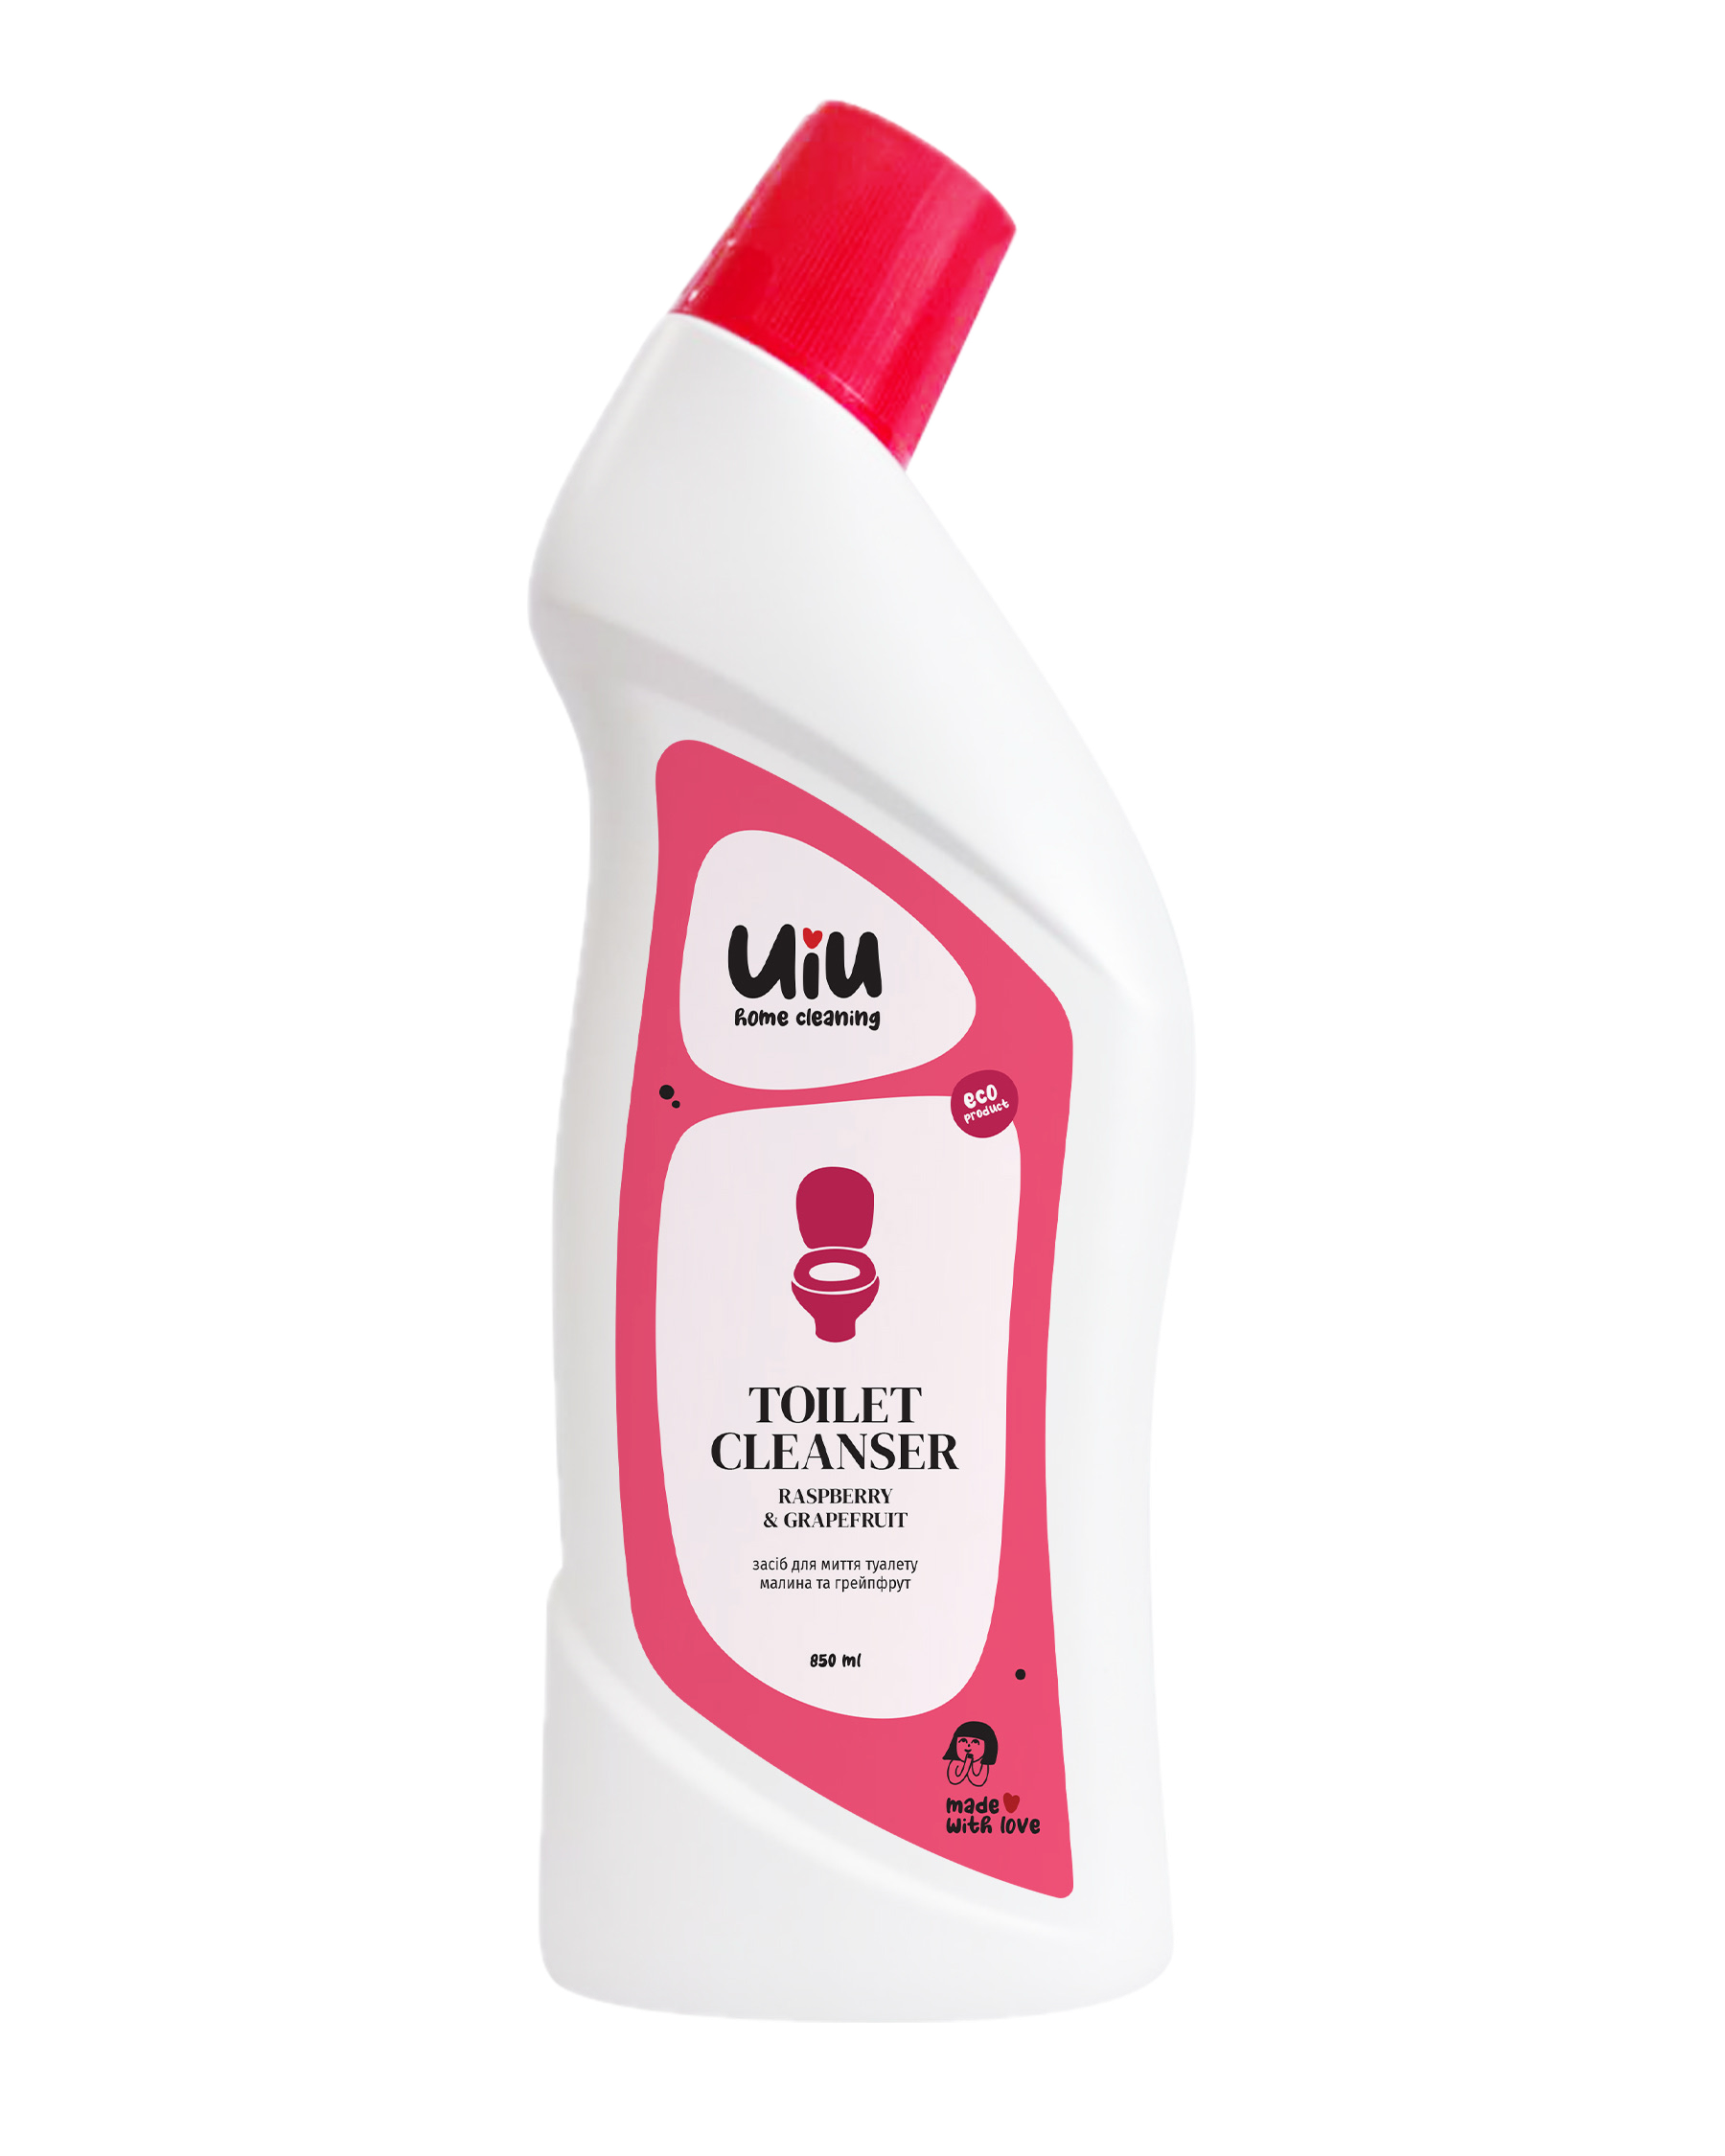 uiu
home cleaning
eco
product
TOILET
CLEANSER
RASPBERRY
& GRAPEFRUIT
засіб для миття туалету
малина та грейпфрут
850 ml
made
with love